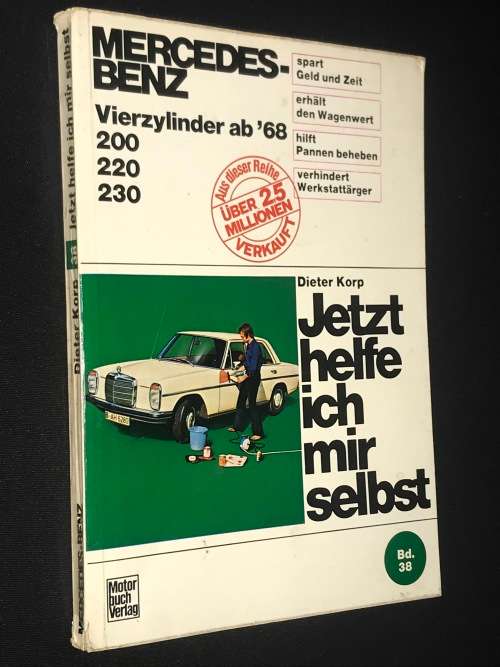 MERCEDES-
BENZ
Vierzylinder ab '68
200
220
230
spart
Geld und Zeit
erhält
den Wagenwert
hilft
Pannen beheben
verhindert
Werkstattärger
Aus dieser Reihe
ÜBER 25
MILLIONEN
VERKAUFT
Dieter Korp
Jetzt
helfe
ich
mir
selbst
Bd.
38
Motor
buch
Verlag
MERCEDES-BENZ Dieter Korp 38 Jetzt helfe ich mir selbst